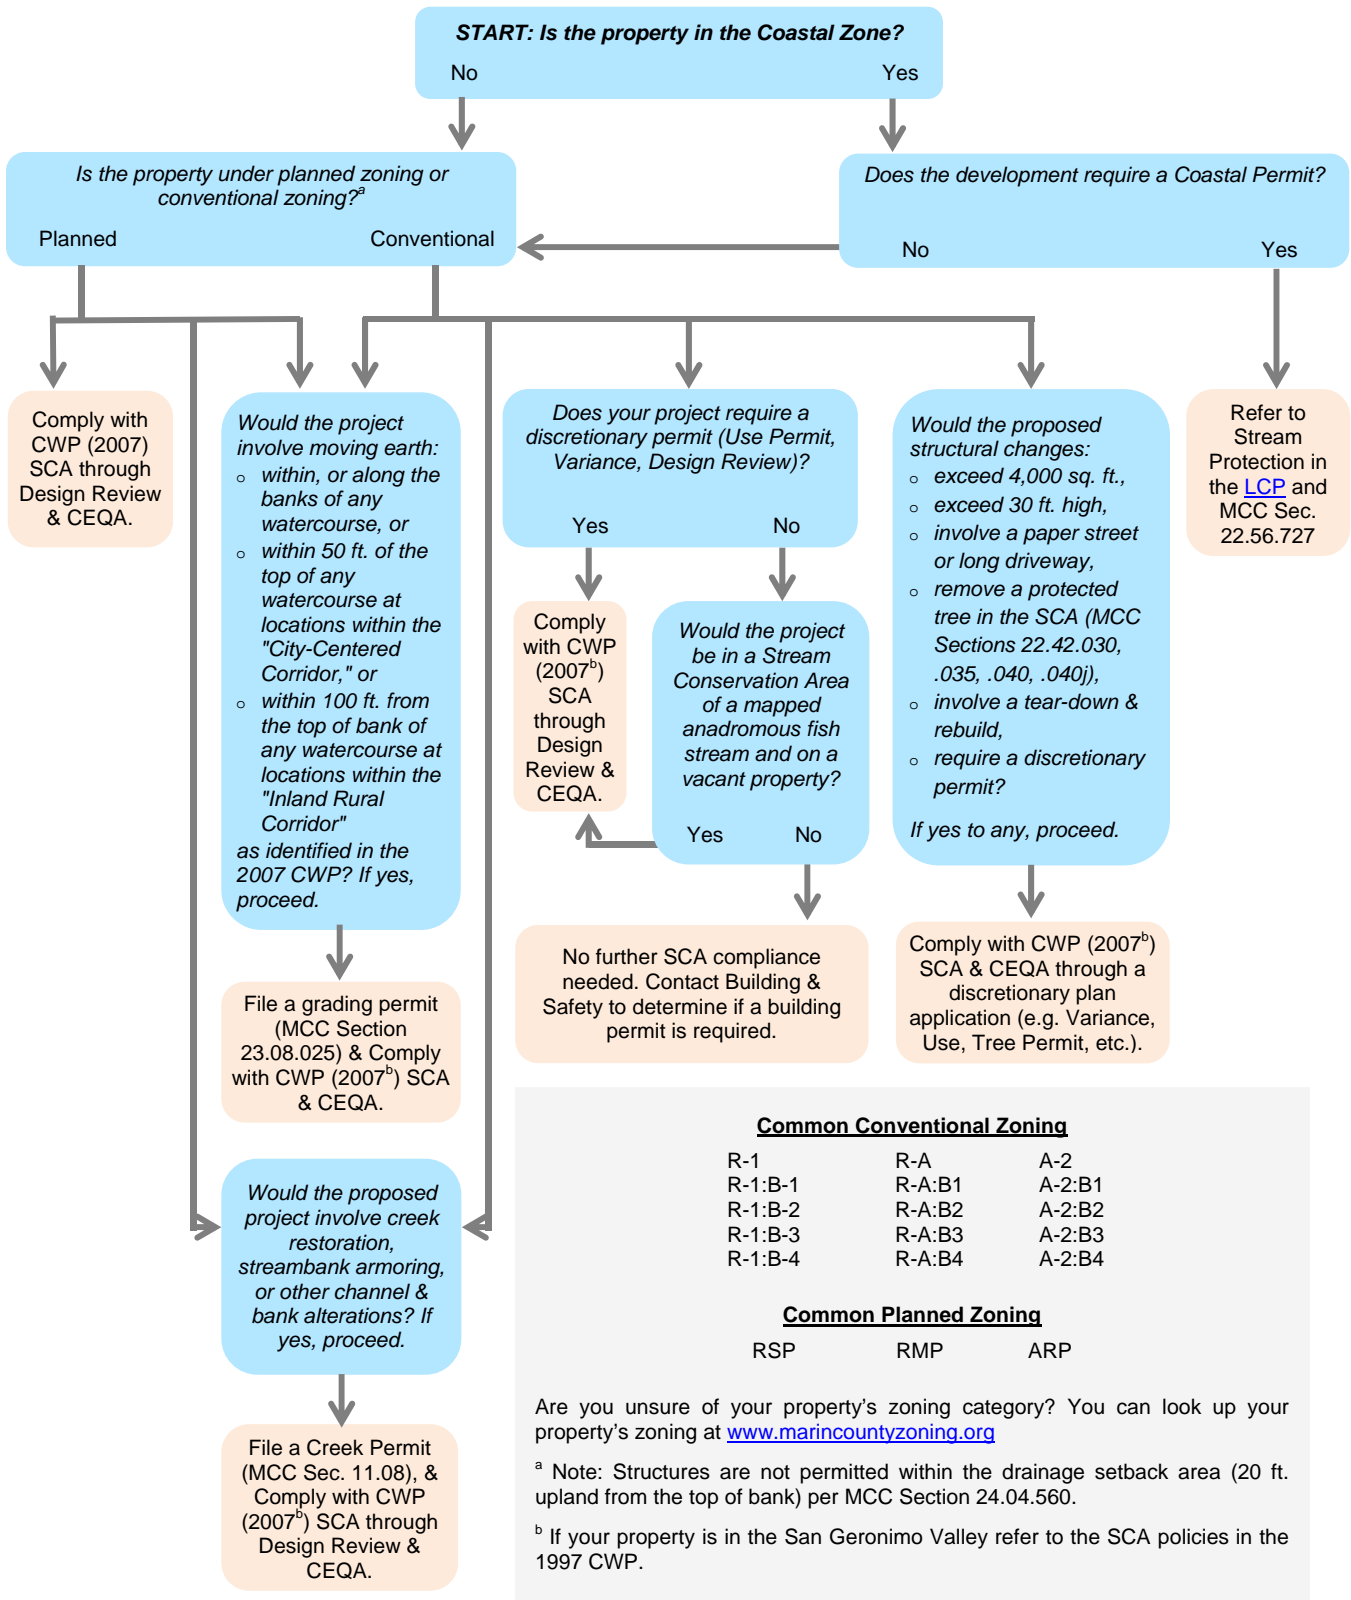 START: Is the property in the Coastal Zone?
No
Yes
Is the property under planned zoning or
conventional zoning?ª
Planned
Conventional
Does the development require a Coastal Permit?
No
Yes
Comply with
CWP (2007)
SCA through
Design Review
& CEQA.
Would the project
involve moving earth:
o within, or along the
banks of any
watercourse, or
o within 50 ft. of the
top of any
watercourse at
locations within the
"City-Centered
Corridor," or
o within 100 ft. from
the top of bank of
any watercourse at
locations within the
"Inland Rural
Corridor"
as identified in the
2007 CWP? If yes,
proceed.
Does your project require a
discretionary permit (Use Permit,
Variance, Design Review)?
Yes
No
Would the proposed
structural changes:
o exceed 4,000 sq. ft.,
o exceed 30 ft. high,
o involve a paper street
or long driveway,
o remove a protected
tree in the SCA (MCC
Sections 22.42.030,
.035, .040, .040j),
o involve a tear-down &
rebuild,
o require a discretionary
permit?
If yes to any, proceed.
Refer to
Stream
Protection in
the LCP and
MCC Sec.
22.56.727
Comply
with CWP
(2007ᵇ)
SCA
through
Design
Review &
CEQA.
Would the project
be in a Stream
Conservation Area
of a mapped
anadromous fish
stream and on a
vacant property?
Yes
No
File a grading permit
(MCC Section
23.08.025) & Comply
with CWP (2007ᵇ) SCA
& CEQA.
No further SCA compliance
needed. Contact Building &
Safety to determine if a building
permit is required.
Comply with CWP (2007ᵇ)
SCA & CEQA through a
discretionary plan
application (e.g. Variance,
Use, Tree Permit, etc.).
Would the proposed
project involve creek
restoration,
streambank armoring,
or other channel &
bank alterations? If
yes, proceed.
File a Creek Permit
(MCC Sec. 11.08), &
Comply with CWP
(2007ᵇ) SCA through
Design Review &
CEQA.
Common Conventional Zoning
R-1 R-A A-2
R-1:B-1 R-A:B1 A-2:B1
R-1:B-2 R-A:B2 A-2:B2
R-1:B-3 R-A:B3 A-2:B3
R-1:B-4 R-A:B4 A-2:B4
Common Planned Zoning
RSP RMP ARP
Are you unsure of your property's zoning category? You can look up your
property's zoning at www.marincountyzoning.org
ª Note: Structures are not permitted within the drainage setback area (20 ft.
upland from the top of bank) per MCC Section 24.04.560.
ᵇ If your property is in the San Geronimo Valley refer to the SCA policies in the
1997 CWP.